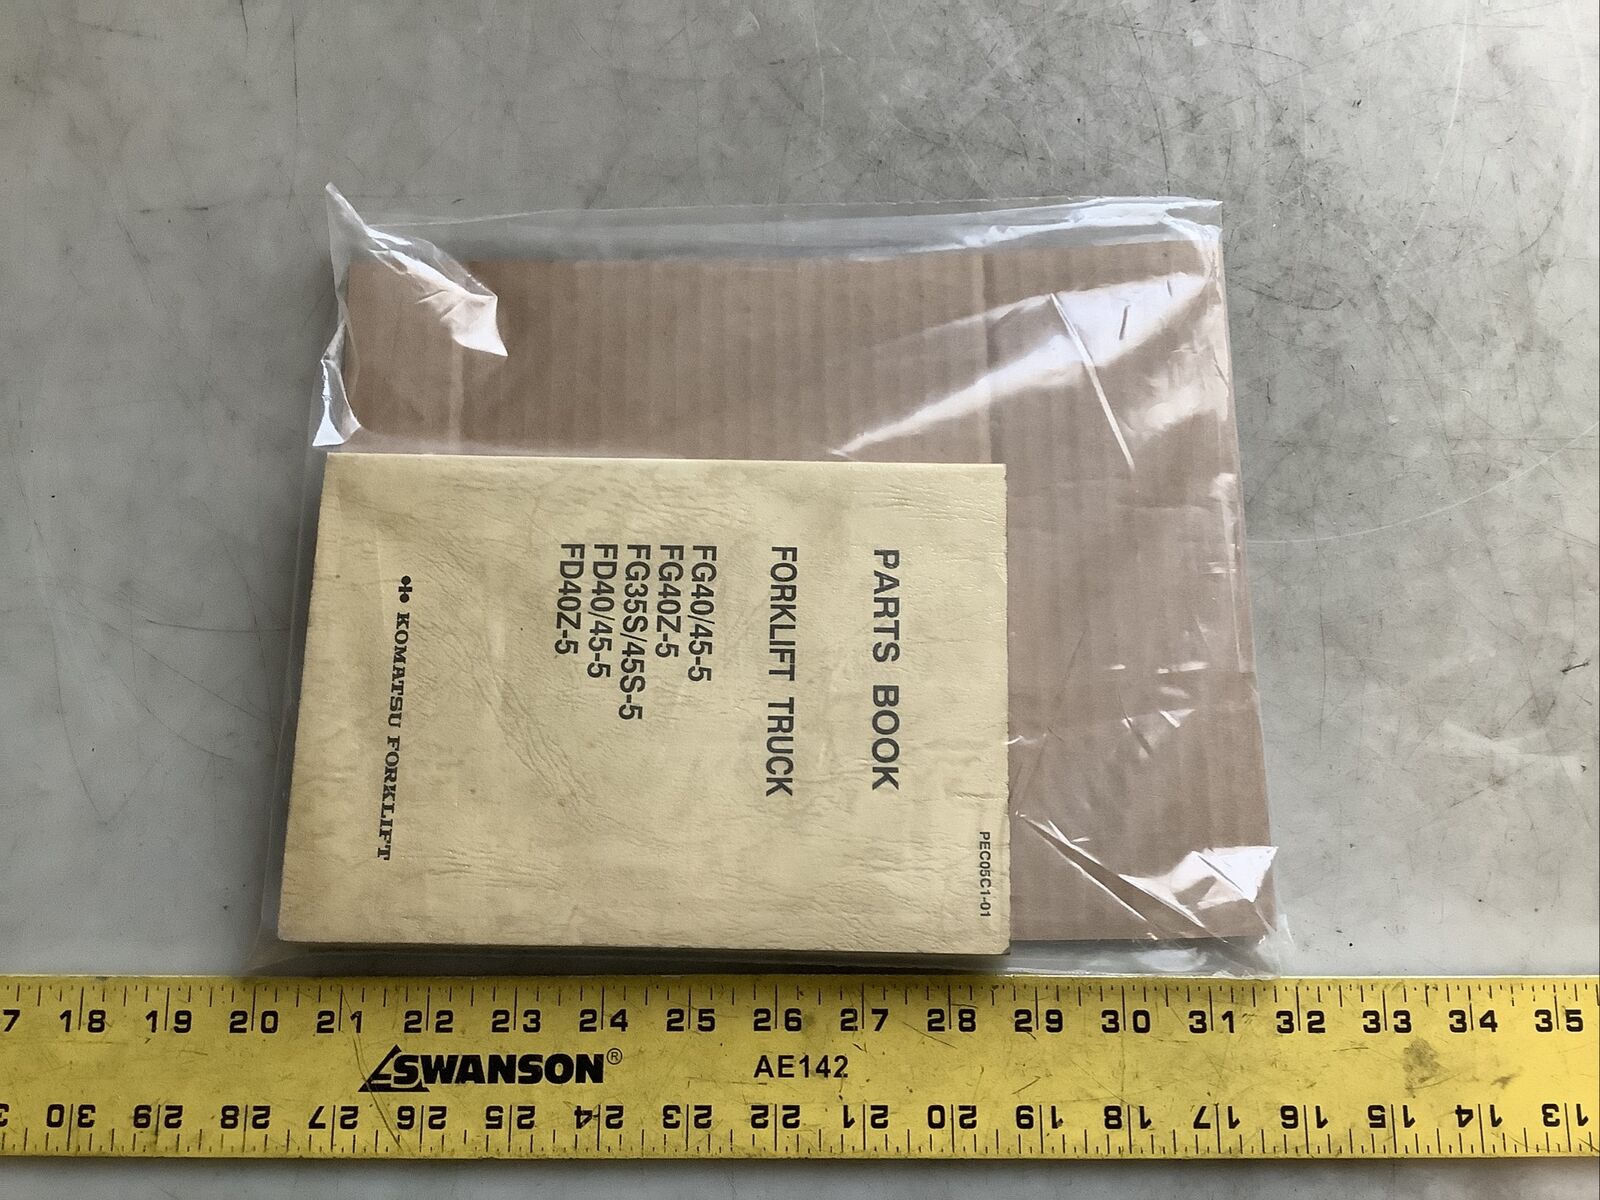 PEC05C1-01
PARTS BOOK
FORKLIFT TRUCK
FG40/45-5
FG40Z-5
FG35S/45S-5
FD40/45-5
FD40Z-5
KOMATSU FORKLIFT
7 18 19 20 21 22 23 24 25 26 27 28 29 30 31 32 33 34 35
SWANSON® AE142
13 14 15 16 17 18 19 20 21 22 23 24 25 26 27 28 29 30 3